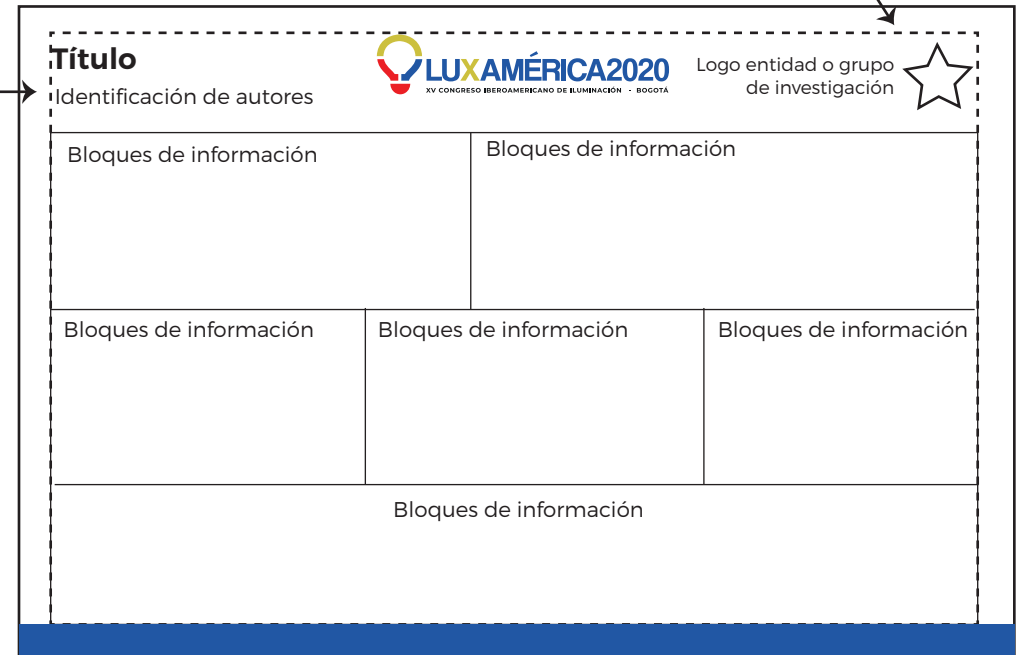 Título
Identificación de autores
LUXAMÉRICA2020
XV CONGRESO IBEROAMERICANO DE ILUMINACIÓN - BOGOTÁ
Logo entidad o grupo
de investigación
Bloques de información
Bloques de información
Bloques de información
Bloques de información
Bloques de información
Bloques de información